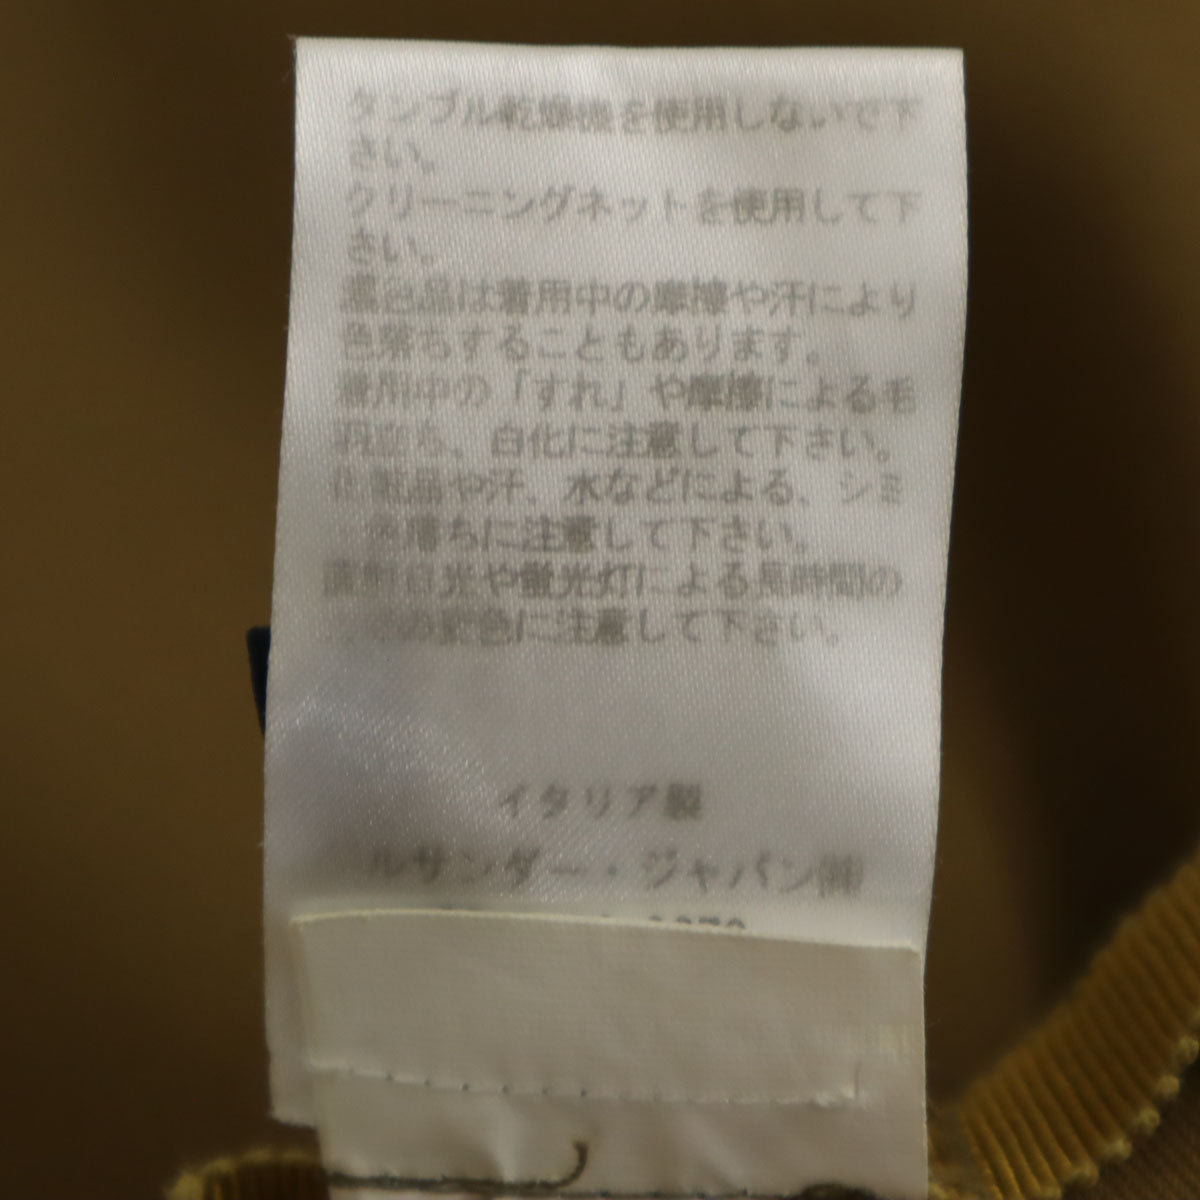 タンブル乾燥機を使用しないで下
さい。
クリーニングネットを使用して下
さい。
濃色品は着用中の摩擦や汗により
色落ちすることもあります。
着用中の「すれ」や摩擦による毛
羽立ち、白化に注意して下さい。
化粧品や汗、水などによる、シミ
色落ちに注意して下さい。
直射日光や蛍光灯による長時間の
の変色に注意して下さい。
イタリア製
ルサンダー・ジャパン㈱